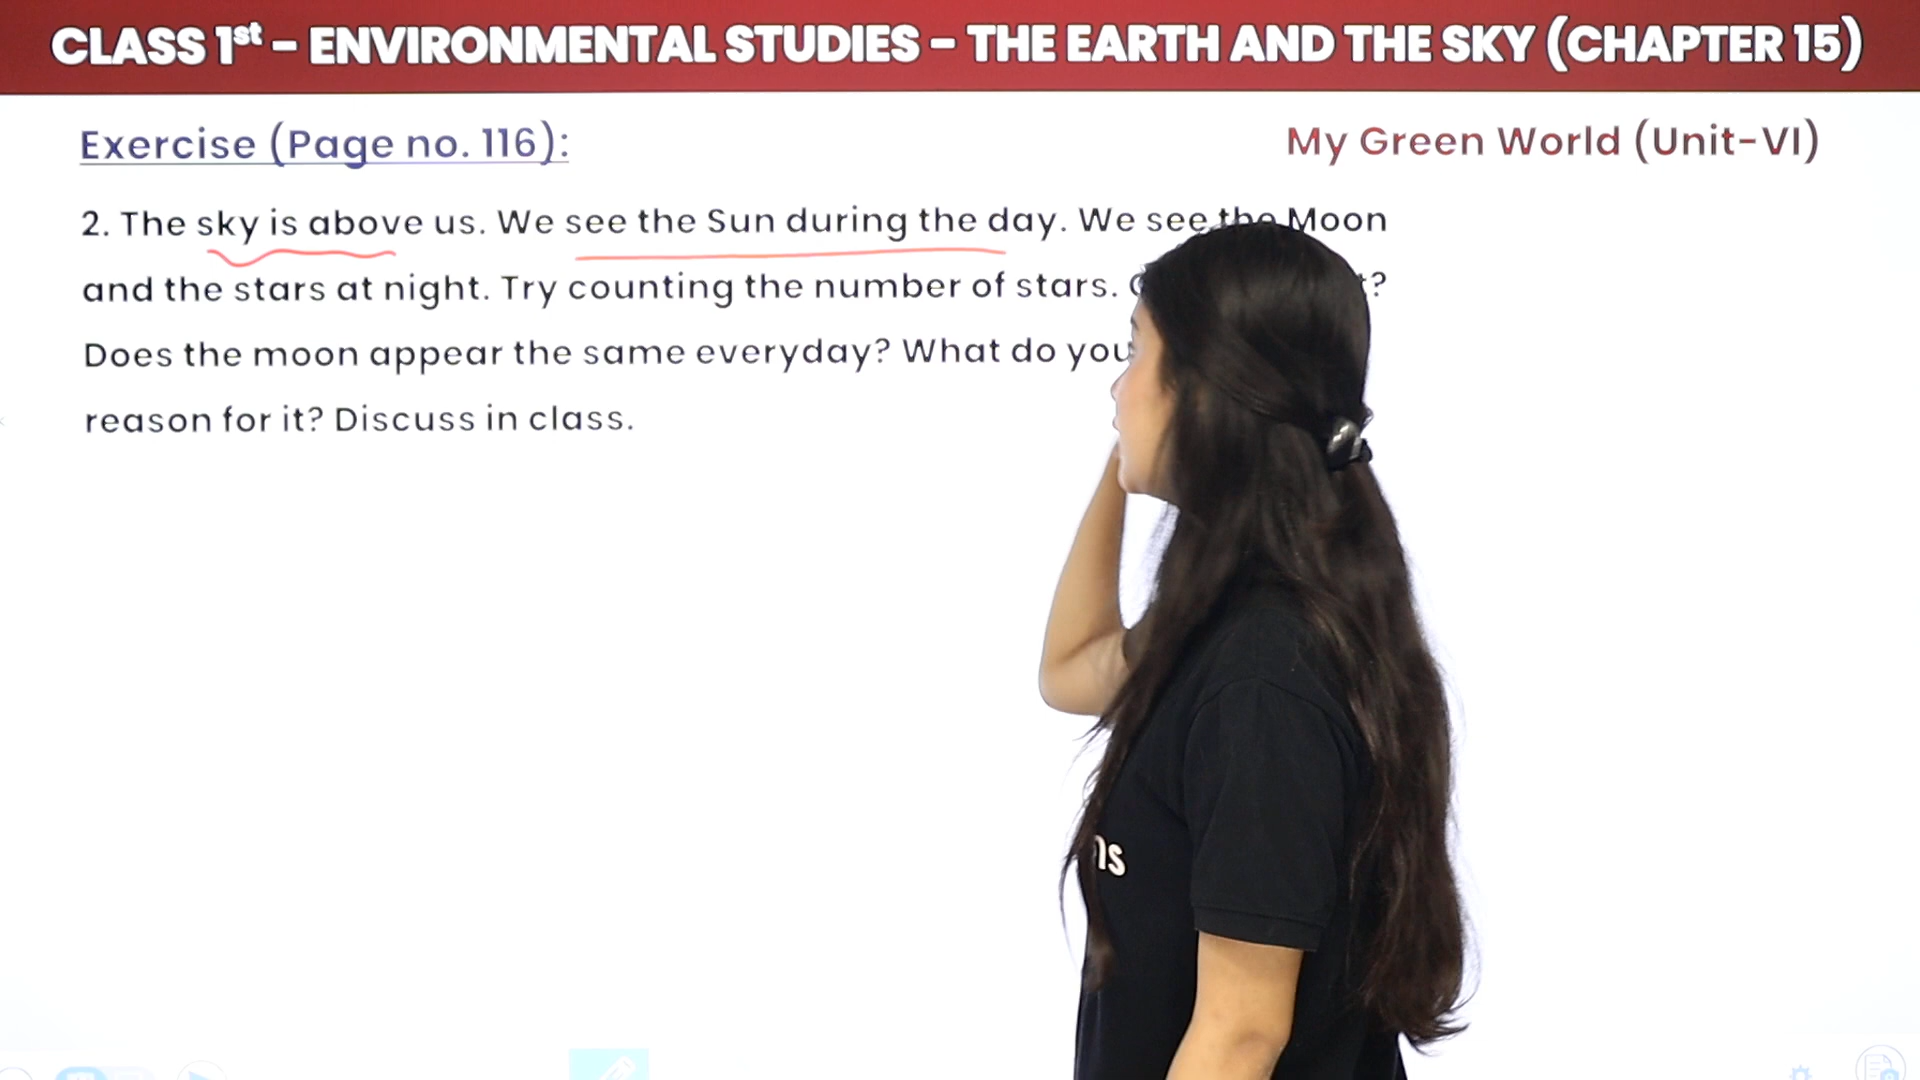 CLASS 1st – ENVIRONMENTAL STUDIES – THE EARTH AND THE SKY (CHAPTER 15)
Exercise (Page no. 116):
My Green World (Unit-VI)
2. The sky is above us. We see the Sun during the day. We see the Moon
and the stars at night. Try counting the number of stars. ?
Does the moon appear the same everyday? What do you
reason for it? Discuss in class.
ns